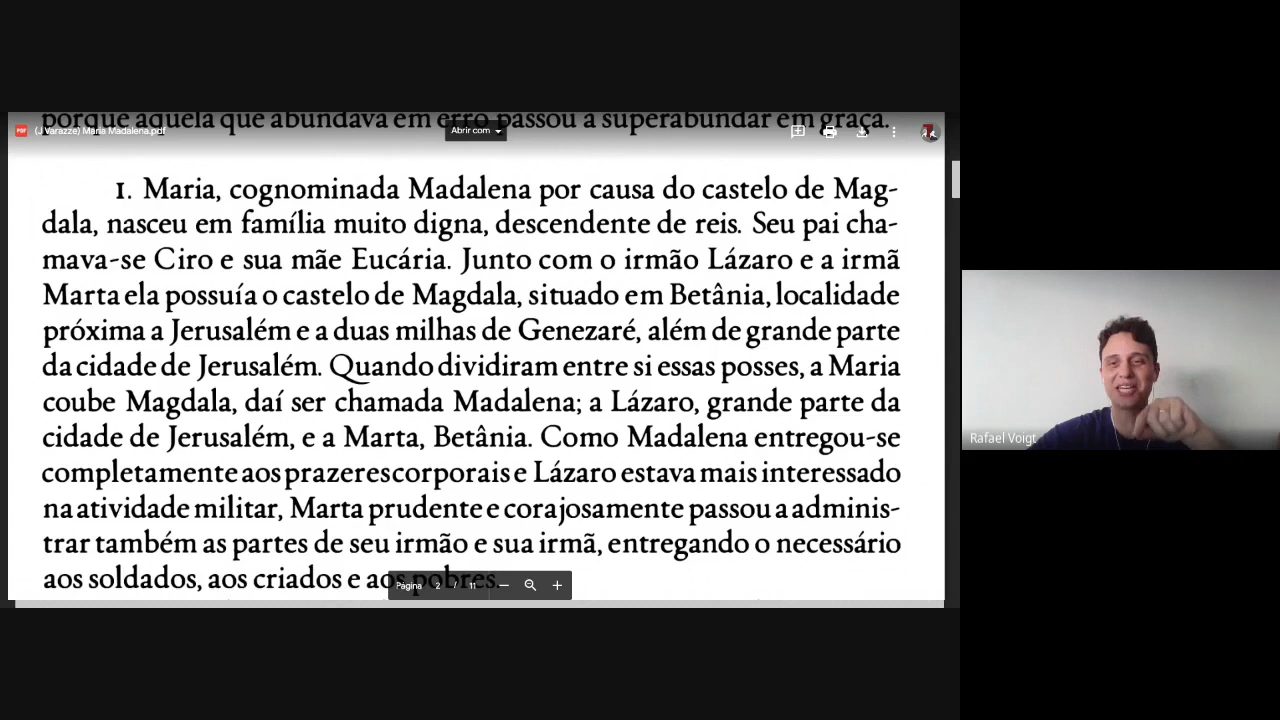 porque aquela que abundava em erro passou a superabundar em graça.
PDF (J Varazze) Maria Madalena.pdf
Abrir com
1. Maria, cognominada Madalena por causa do castelo de Mag-
dala, nasceu em família muito digna, descendente de reis. Seu pai cha-
mava-se Ciro e sua mãe Eucária. Junto com o irmão Lázaro e a irmã
Marta ela possuía o castelo de Magdala, situado em Betânia, localidade
próxima a Jerusalém e a duas milhas de Genezaré, além de grande parte
da cidade de Jerusalém. Quando dividiram entre si essas posses, a Maria
coube Magdala, daí ser chamada Madalena; a Lázaro, grande parte da
cidade de Jerusalém, e a Marta, Betânia. Como Madalena entregou-se
completamente aos prazeres corporais e Lázaro estava mais interessado
na atividade militar, Marta prudente e corajosamente passou a adminis-
trar também as partes de seu irmão e sua irmã, entregando o necessário
aos soldados, aos criados e aos pobres.
Página 2 / 11
Rafael Voigt